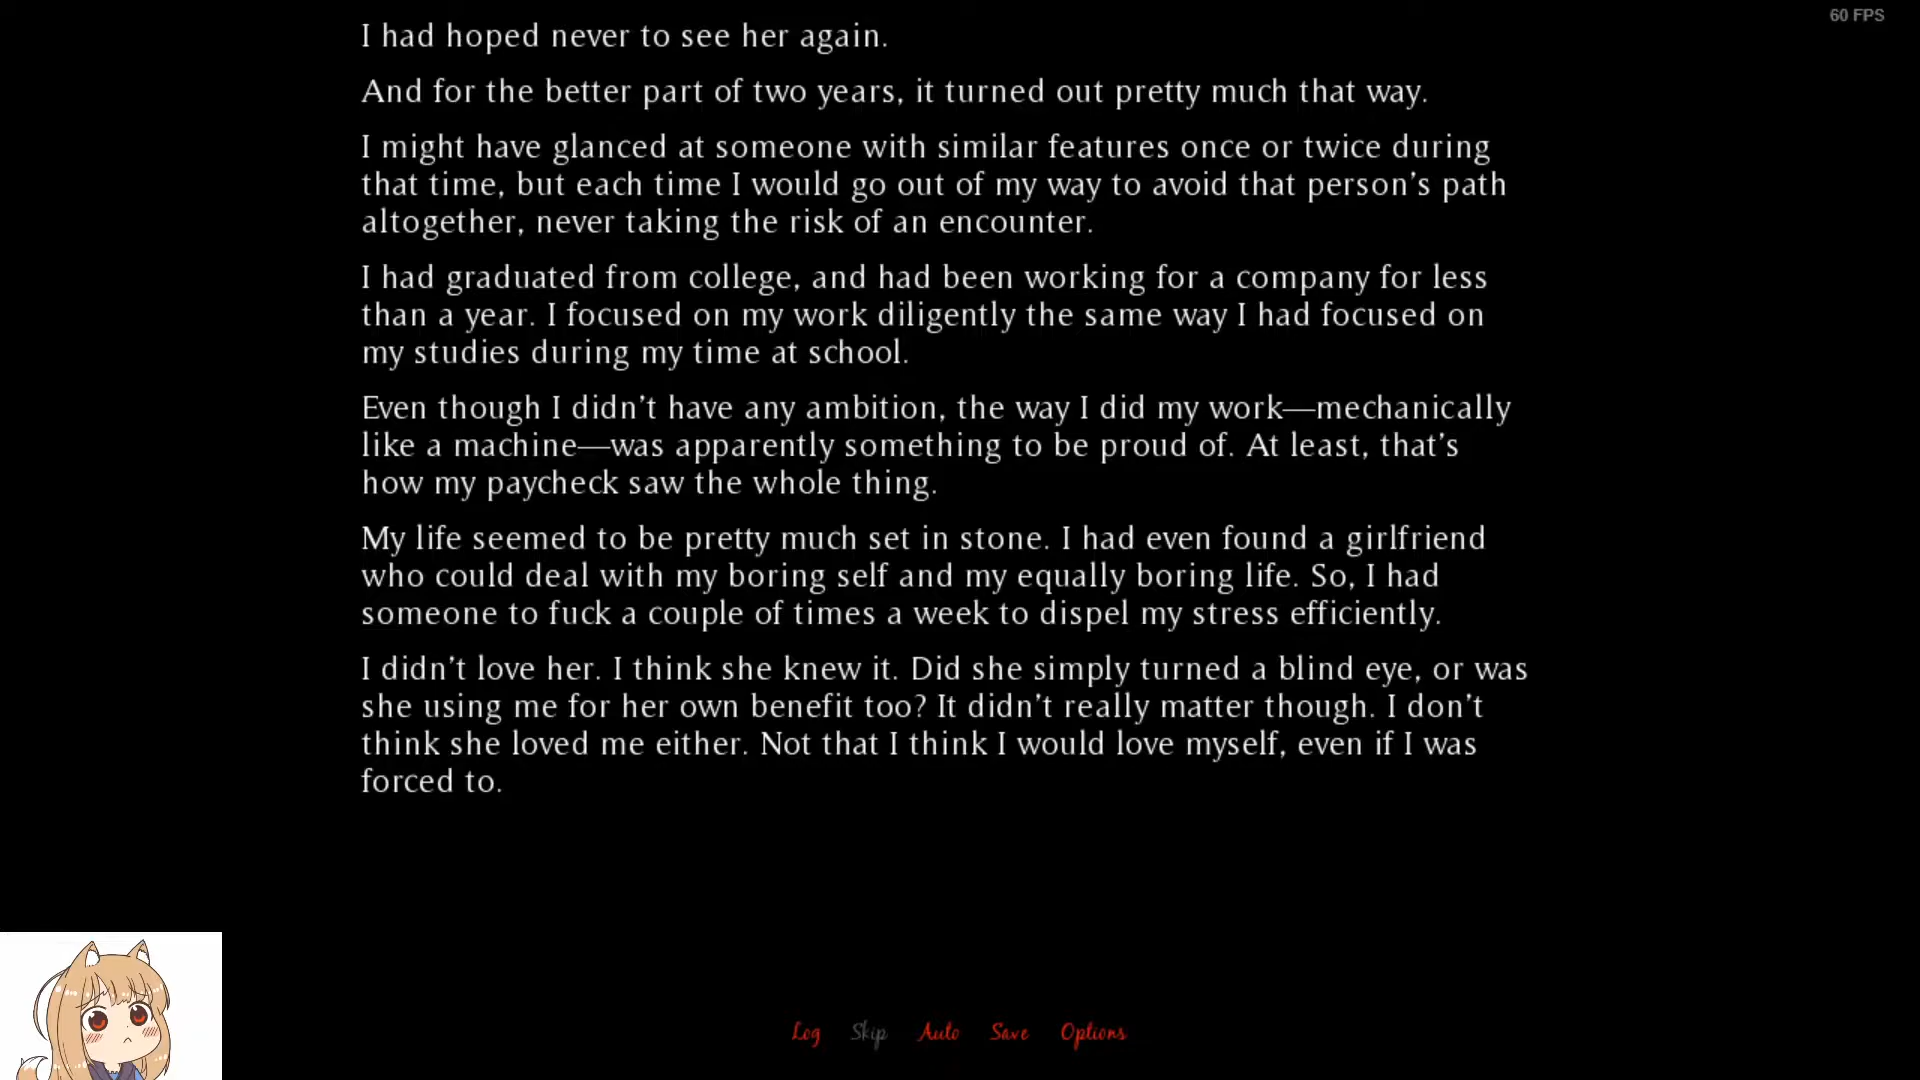 60 FPS
I had hoped never to see her again.
And for the better part of two years, it turned out pretty much that way.
I might have glanced at someone with similar features once or twice during
that time, but each time I would go out of my way to avoid that person’s path
altogether, never taking the risk of an encounter.
I had graduated from college, and had been working for a company for less
than a year. I focused on my work diligently the same way I had focused on
my studies during my time at school.
Even though I didn’t have any ambition, the way I did my work—mechanically
like a machine—was apparently something to be proud of. At least, that’s
how my paycheck saw the whole thing.
My life seemed to be pretty much set in stone. I had even found a girlfriend
who could deal with my boring self and my equally boring life. So, I had
someone to fuck a couple of times a week to dispel my stress efficiently.
I didn’t love her. I think she knew it. Did she simply turned a blind eye, or was
she using me for her own benefit too? It didn’t really matter though. I don’t
think she loved me either. Not that I think I would love myself, even if I was
forced to.
Log Skip Auto Save Options